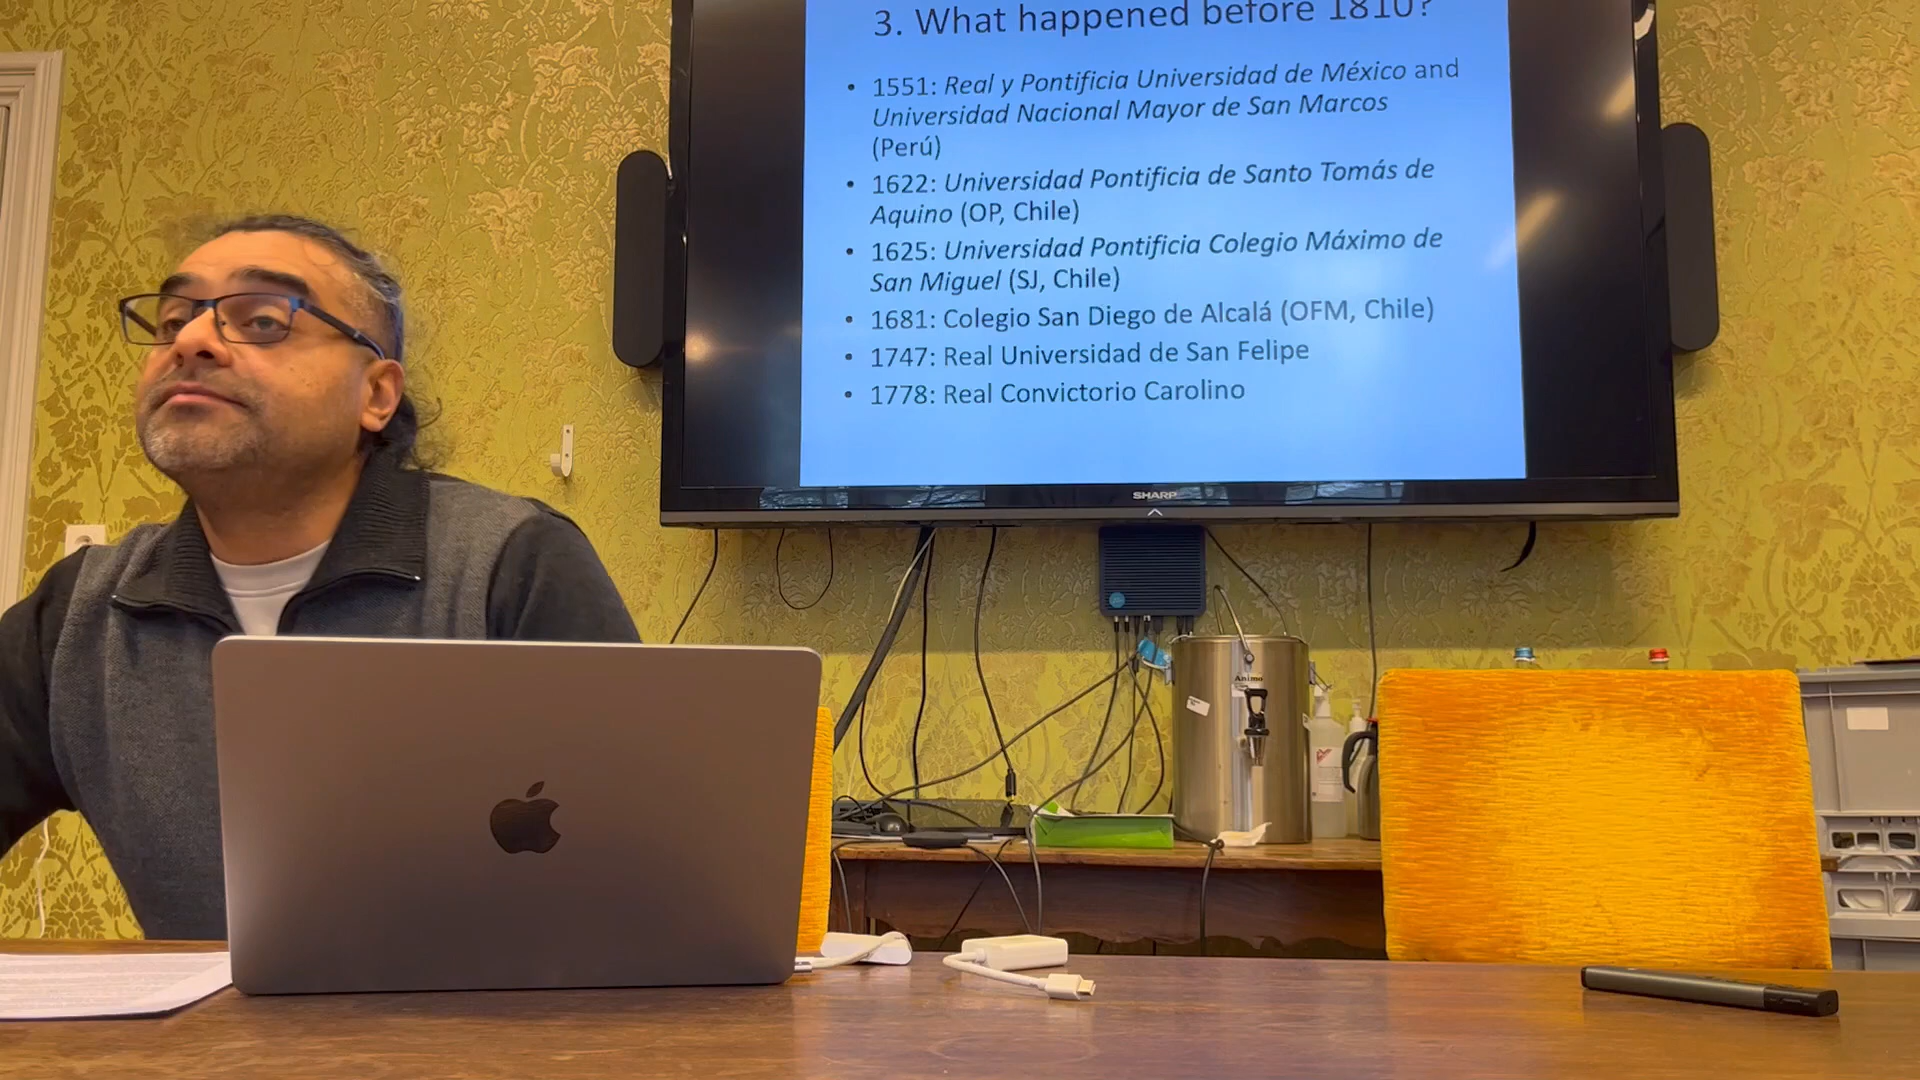 3. What happened before 1810?
• 1551: Real y Pontificia Universidad de México and
Universidad Nacional Mayor de San Marcos
(Perú)
• 1622: Universidad Pontificia de Santo Tomás de
Aquino (OP, Chile)
• 1625: Universidad Pontificia Colegio Máximo de
San Miguel (SJ, Chile)
• 1681: Colegio San Diego de Alcalá (OFM, Chile)
• 1747: Real Universidad de San Felipe
• 1778: Real Convictorio Carolino
SHARP
Animo